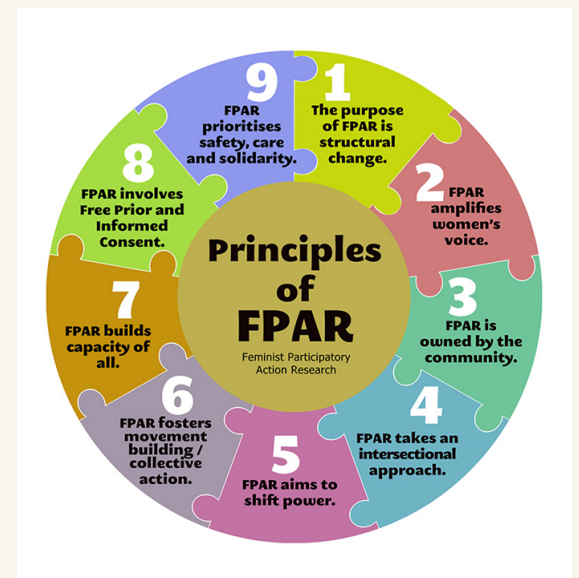 Principles
of
FPAR
Feminist Participatory
Action Research
1
The purpose
of FPAR is
structural
change.
2
FPAR
amplifies
women's
voice.
3
FPAR is
owned by the
community.
4
FPAR takes an
intersectional
approach.
5
FPAR aims to
shift power.
6
FPAR fosters
movement
building /
collective
action.
7
FPAR builds
capacity of
all.
8
FPAR involves
Free Prior and
Informed
Consent.
9
FPAR
prioritises
safety, care
and solidarity.